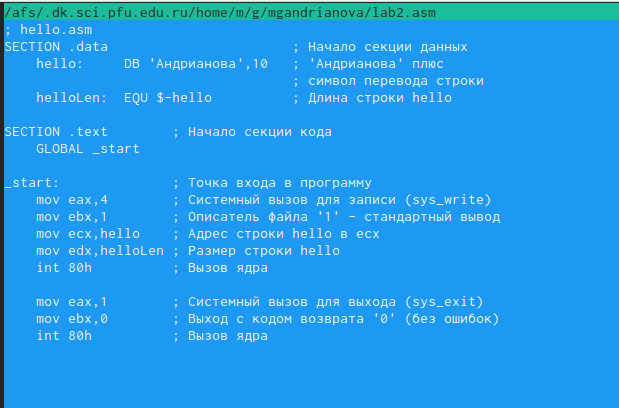 /afs/.dk.sci.pfu.edu.ru/home/m/g/mgandrianova/lab2.asm
; hello.asm
SECTION .data                       ; Начало секции данных
    hello:     DB 'Андрианова',10   ; 'Андрианова' плюс
                                    ; символ перевода строки
    helloLen:  EQU $-hello          ; Длина строки hello
SECTION .text        ; Начало секции кода
    GLOBAL _start
_start:              ; Точка входа в программу
    mov eax,4        ; Системный вызов для записи (sys_write)
    mov ebx,1        ; Описатель файла '1' - стандартный вывод
    mov ecx,hello    ; Адрес строки hello в ecx
    mov edx,helloLen ; Размер строки hello
    int 80h          ; Вызов ядра
    mov eax,1        ; Системный вызов для выхода (sys_exit)
    mov ebx,0        ; Выход с кодом возврата '0' (без ошибок)
    int 80h          ; Вызов ядра